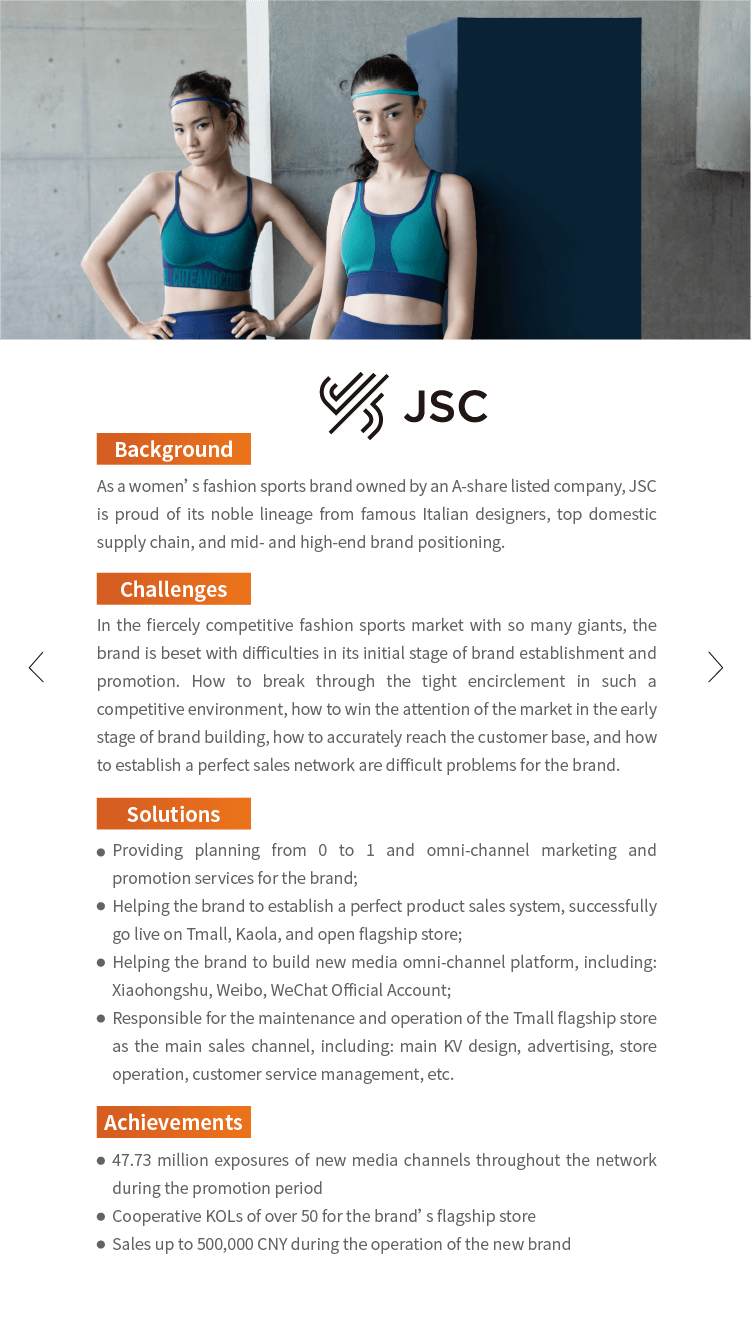 CUTEANDCO
JSC
Background
As a women’s fashion sports brand owned by an A-share listed company, JSC
is proud of its noble lineage from famous Italian designers, top domestic
supply chain, and mid- and high-end brand positioning.
Challenges
In the fiercely competitive fashion sports market with so many giants, the
brand is beset with difficulties in its initial stage of brand establishment and
promotion. How to break through the tight encirclement in such a
competitive environment, how to win the attention of the market in the early
stage of brand building, how to accurately reach the customer base, and how
to establish a perfect sales network are difficult problems for the brand.
Solutions
● Providing planning from 0 to 1 and omni-channel marketing and
promotion services for the brand;
● Helping the brand to establish a perfect product sales system, successfully
go live on Tmall, Kaola, and open flagship store;
● Helping the brand to build new media omni-channel platform, including:
Xiaohongshu, Weibo, WeChat Official Account;
● Responsible for the maintenance and operation of the Tmall flagship store
as the main sales channel, including: main KV design, advertising, store
operation, customer service management, etc.
Achievements
● 47.73 million exposures of new media channels throughout the network
during the promotion period
● Cooperative KOLs of over 50 for the brand’s flagship store
● Sales up to 500,000 CNY during the operation of the new brand